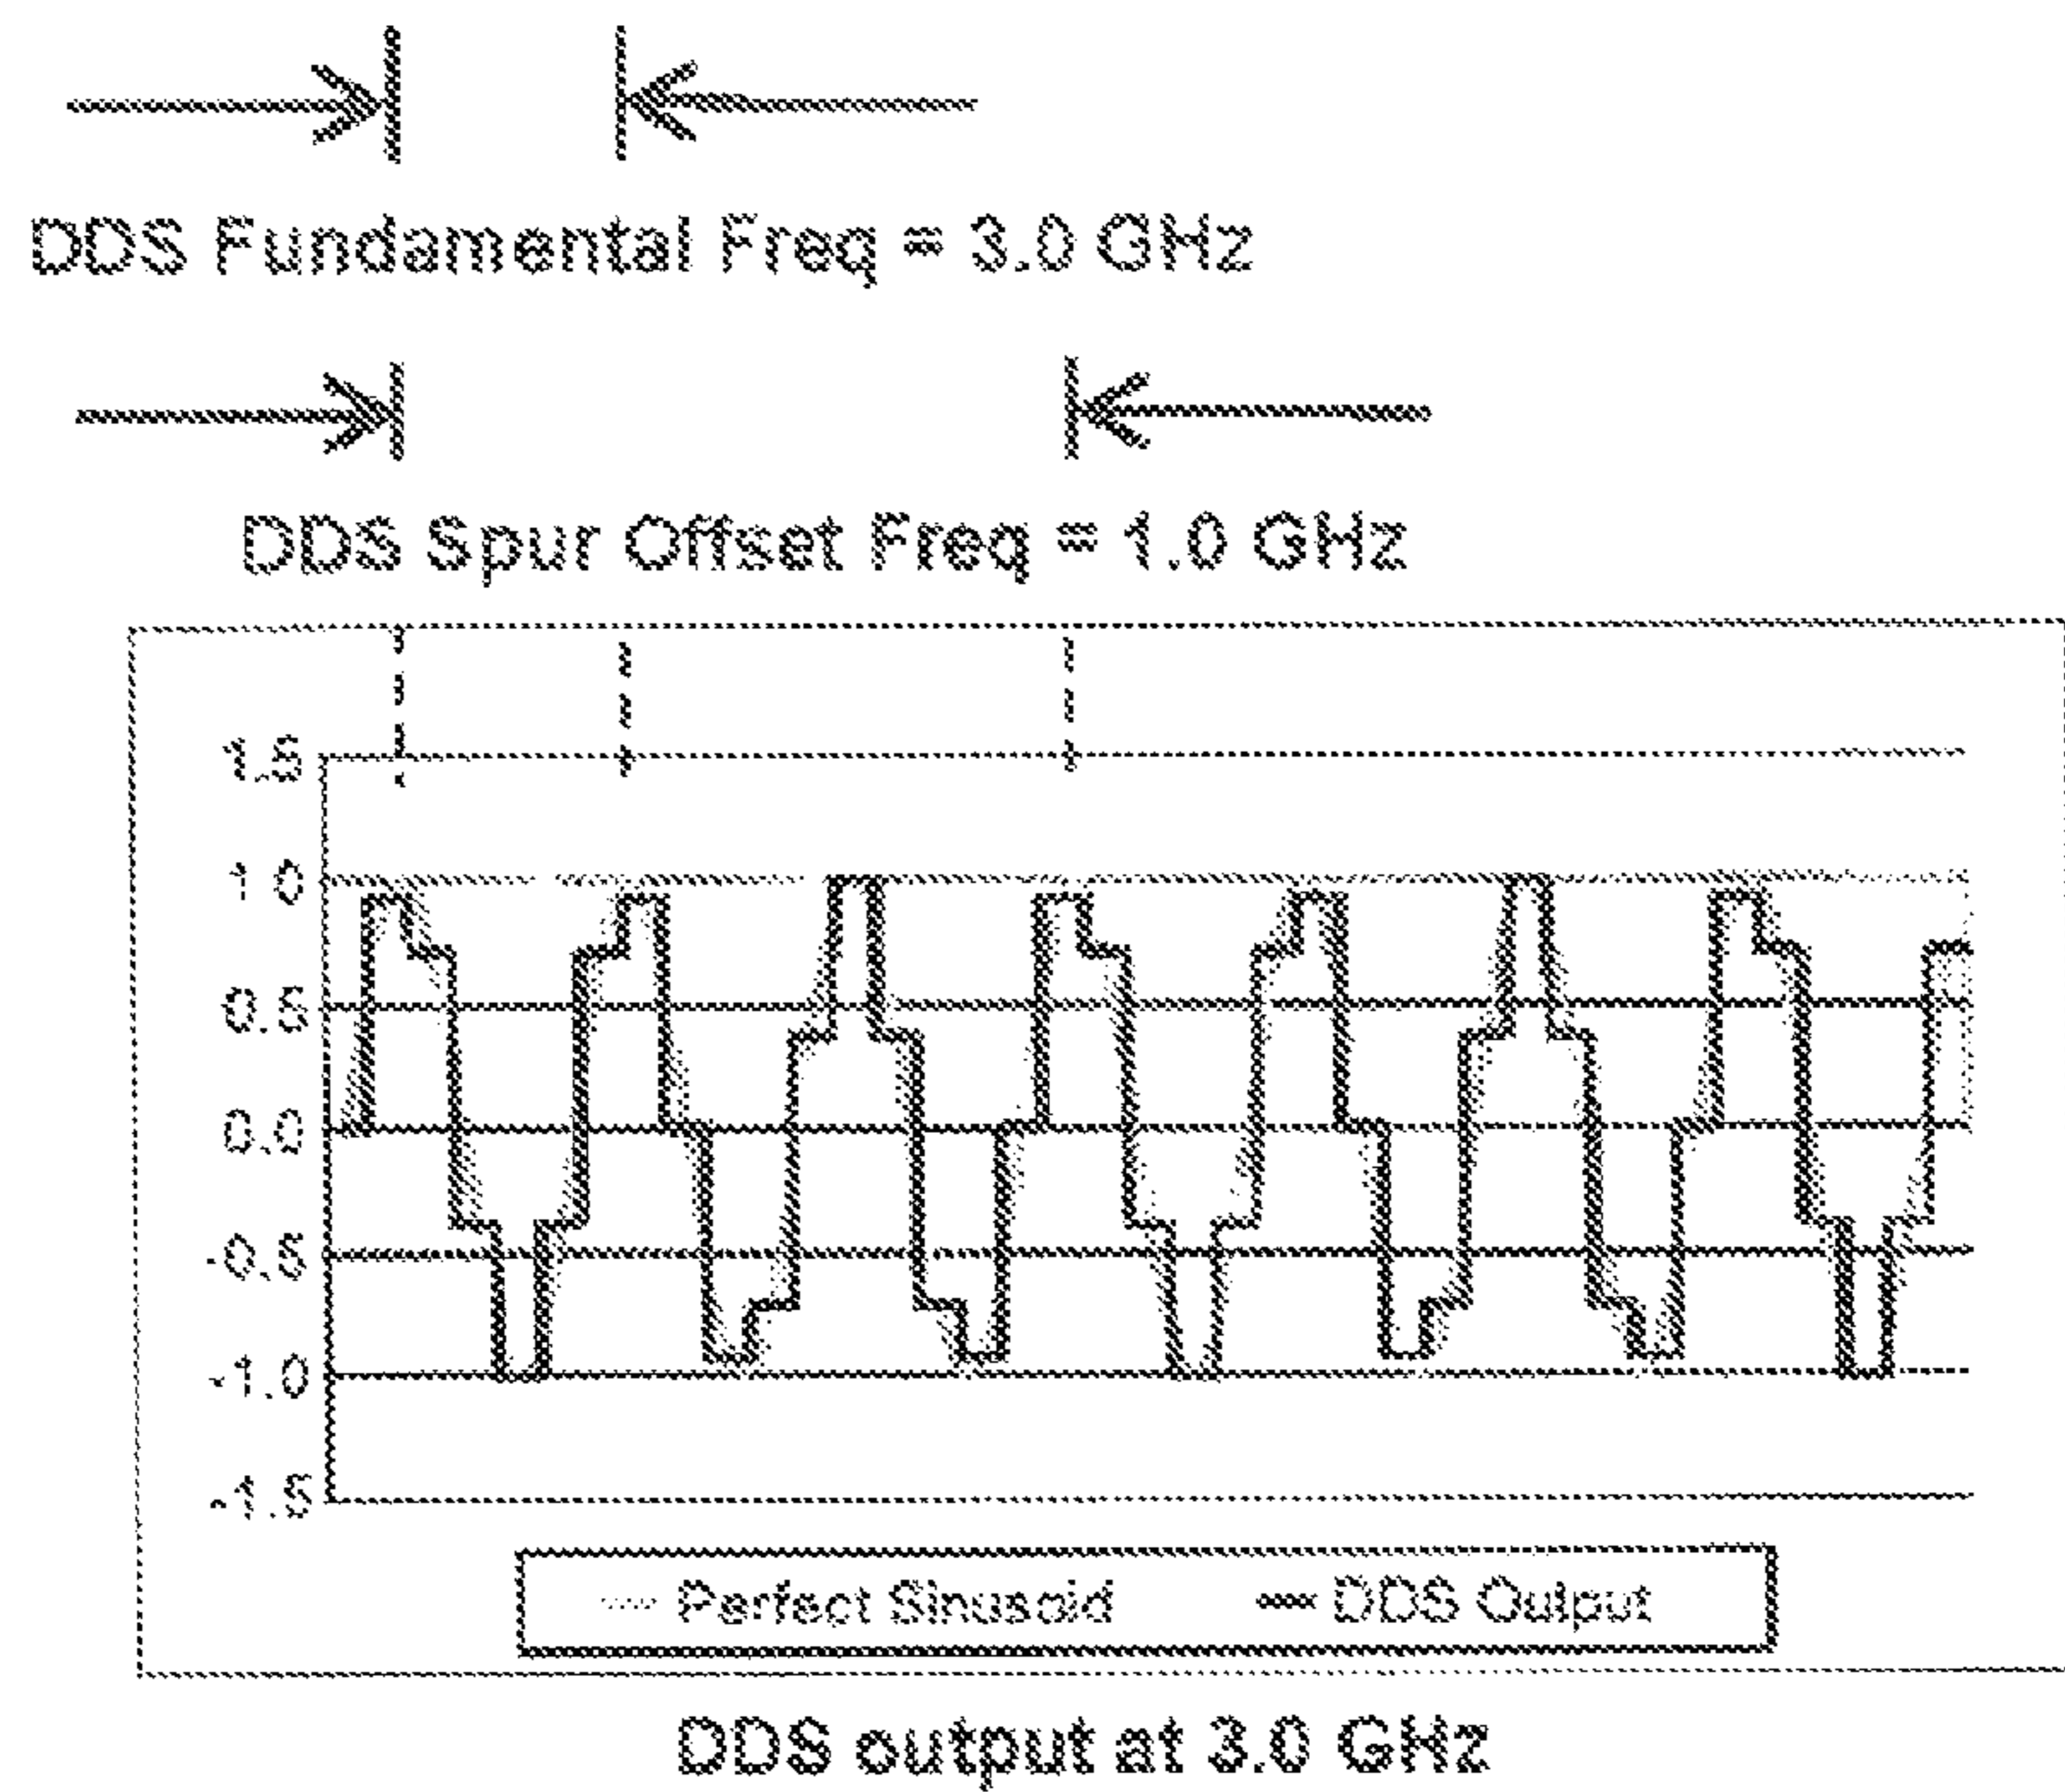 DDS Fundamental Freq = 3.0 GHz
DDS Spur Offset Freq = 1.0 GHz
1.5
1.0
0.5
0.0
-0.5
-1.0
-1.5
Perfect Sinusoid DDS Output
DDS output at 3.0 GHz